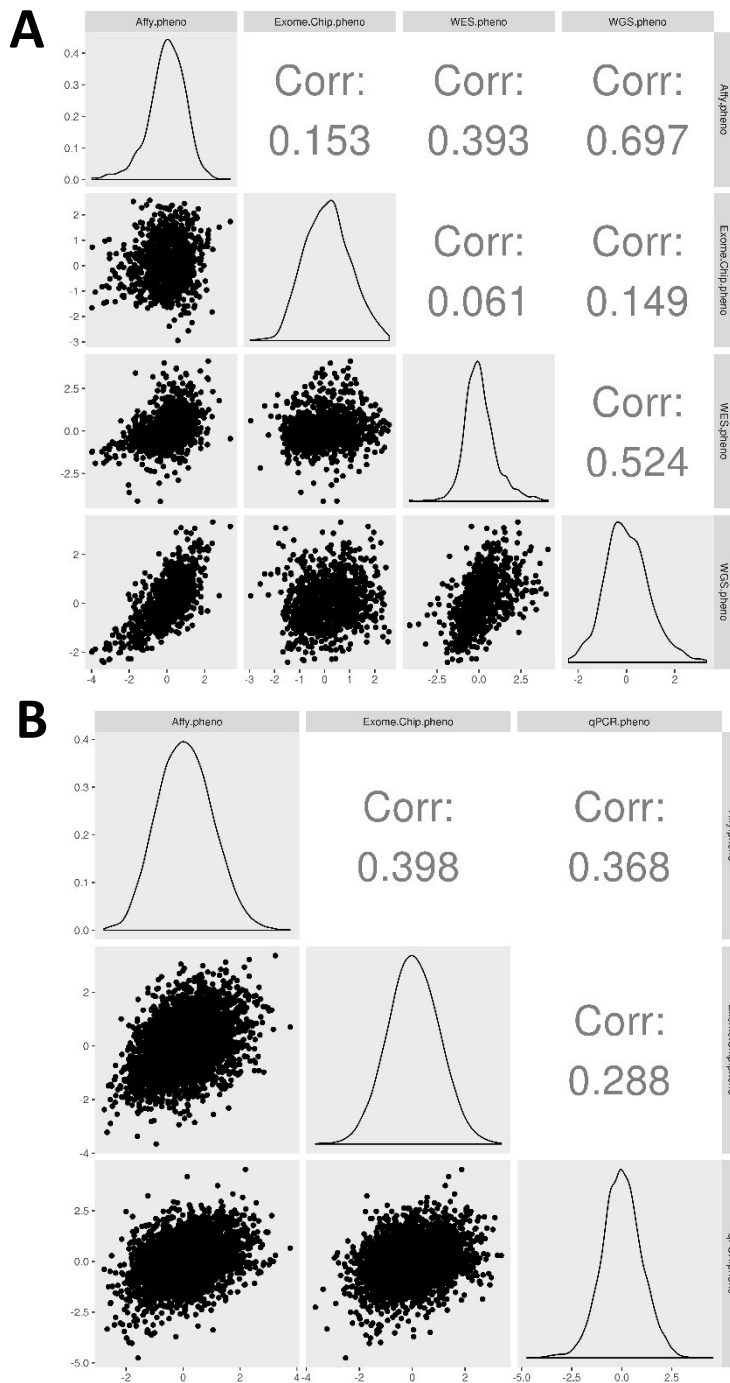 A
Affy.pheno Exome.Chip.pheno WES.pheno WGS.pheno
0.4
0.3
0.2
0.1
0.0
Corr:
0.153
Corr:
0.393
Corr:
0.697
Affy.pheno
2
1
0
-1
-2
-3
Corr:
0.061
Corr:
0.149
Exome.Chip.pheno
2.5
0.0
-2.5
Corr:
0.524
WES.pheno
2
0
-2
WGS.pheno
-4 -2 0 2 -3 -2 -1 0 1 2 -2.5 0.0 2.5 -2 0 2
B
Affy.pheno Exome.Chip.pheno qPCR.pheno
0.4
0.3
0.2
0.1
0.0
Corr:
0.398
Corr:
0.368
2
0
-2
-4
Corr:
0.288
2.5
0.0
-2.5
-5.0
-2 0 2 4 -4 -2 0 2 -5.0 -2.5 0.0 2.5